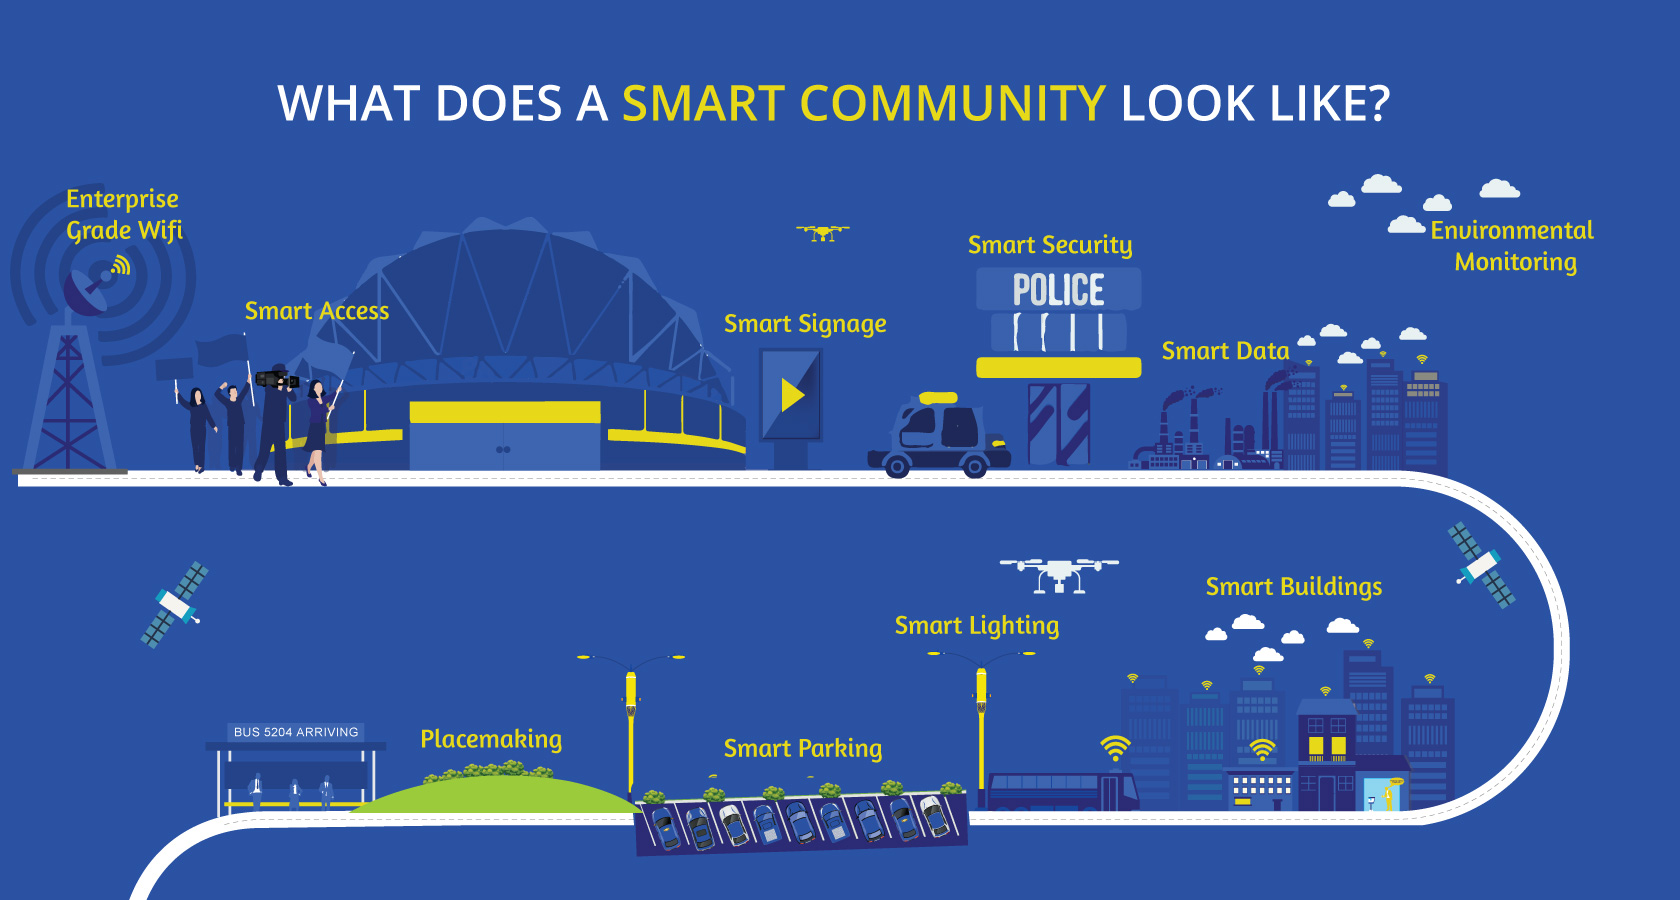 WHAT DOES A SMART COMMUNITY LOOK LIKE?
Enterprise
Grade Wifi
Smart Access
Smart Signage
Smart Security
POLICE
Smart Data
Environmental
Monitoring
Smart Buildings
Smart Lighting
Smart Parking
Placemaking
BUS 5204 ARRIVING